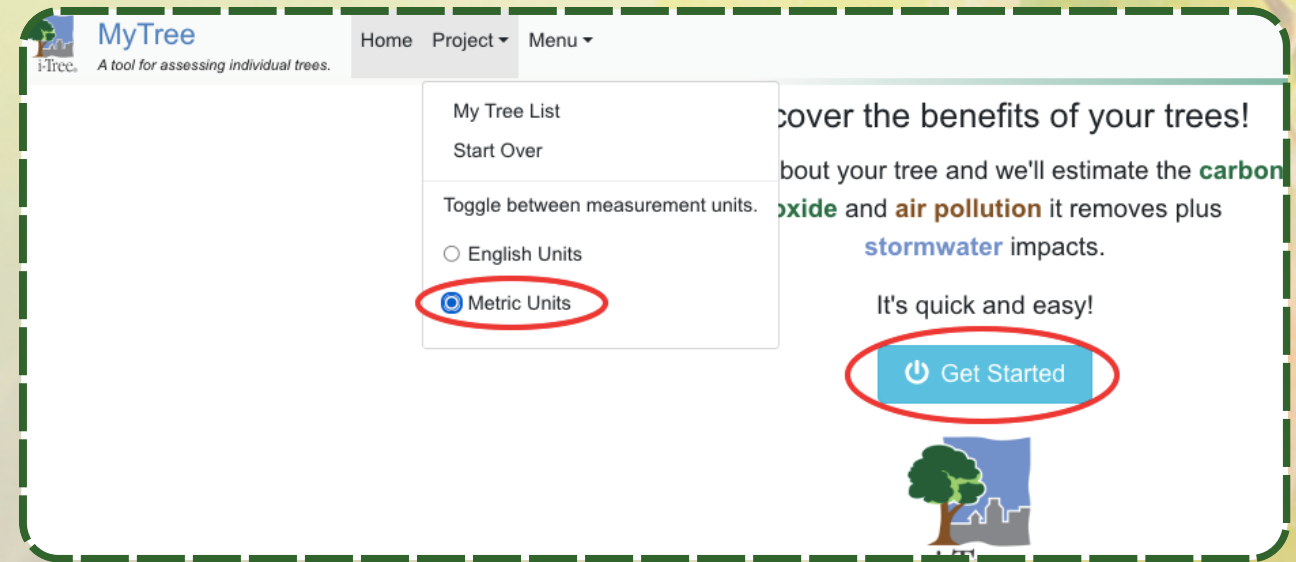 MyTree
A tool for assessing individual trees.
i-Tree®
Home Project Menu
My Tree List
Start Over
Toggle between measurement units.
English Units
Metric Units
cover the benefits of your trees!
bout your tree and we'll estimate the carbon
oxide and air pollution it removes plus
stormwater impacts.
It's quick and easy!
Get Started